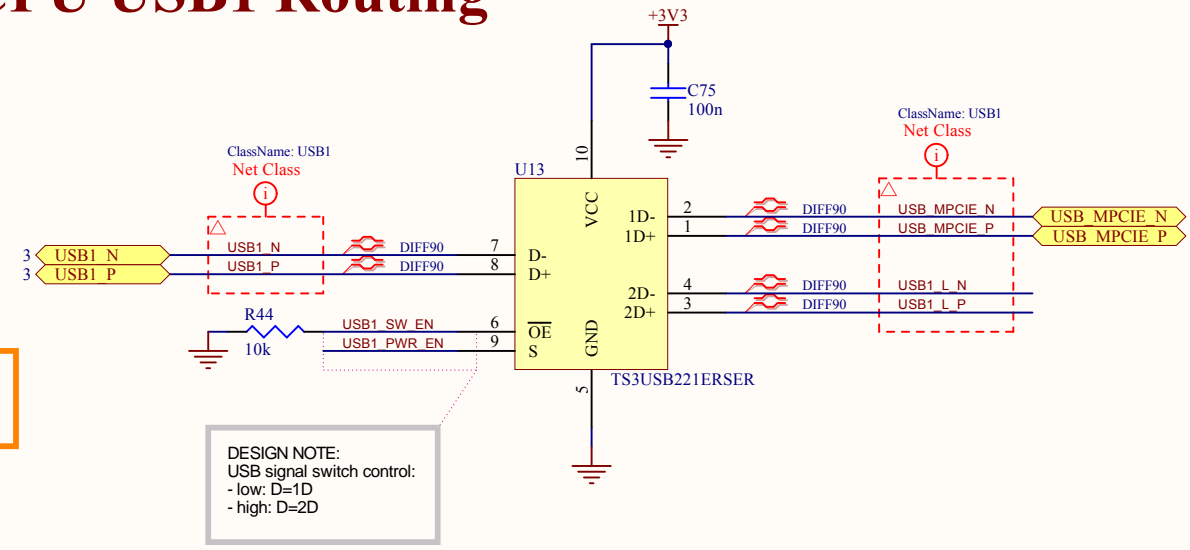 USB1 Routing
+3V3
C75
100n
ClassName: USB1
Net Class
i
ClassName: USB1
Net Class
i
U13
10
VCC
3 USB1_N
USB1_N
DIFF90
7
D-
3 USB1_P
USB1_P
DIFF90
8
D+
1D-
2
DIFF90
USB_MPCIE_N
USB_MPCIE_N
1D+
1
DIFF90
USB_MPCIE_P
USB_MPCIE_P
2D-
4
DIFF90
USB1_L_N
2D+
3
DIFF90
USB1_L_P
R44
10k
USB1_SW_EN
6
OE
USB1_PWR_EN
9
S
GND
5
TS3USB221ERSER
DESIGN NOTE:
USB signal switch control:
- low: D=1D
- high: D=2D